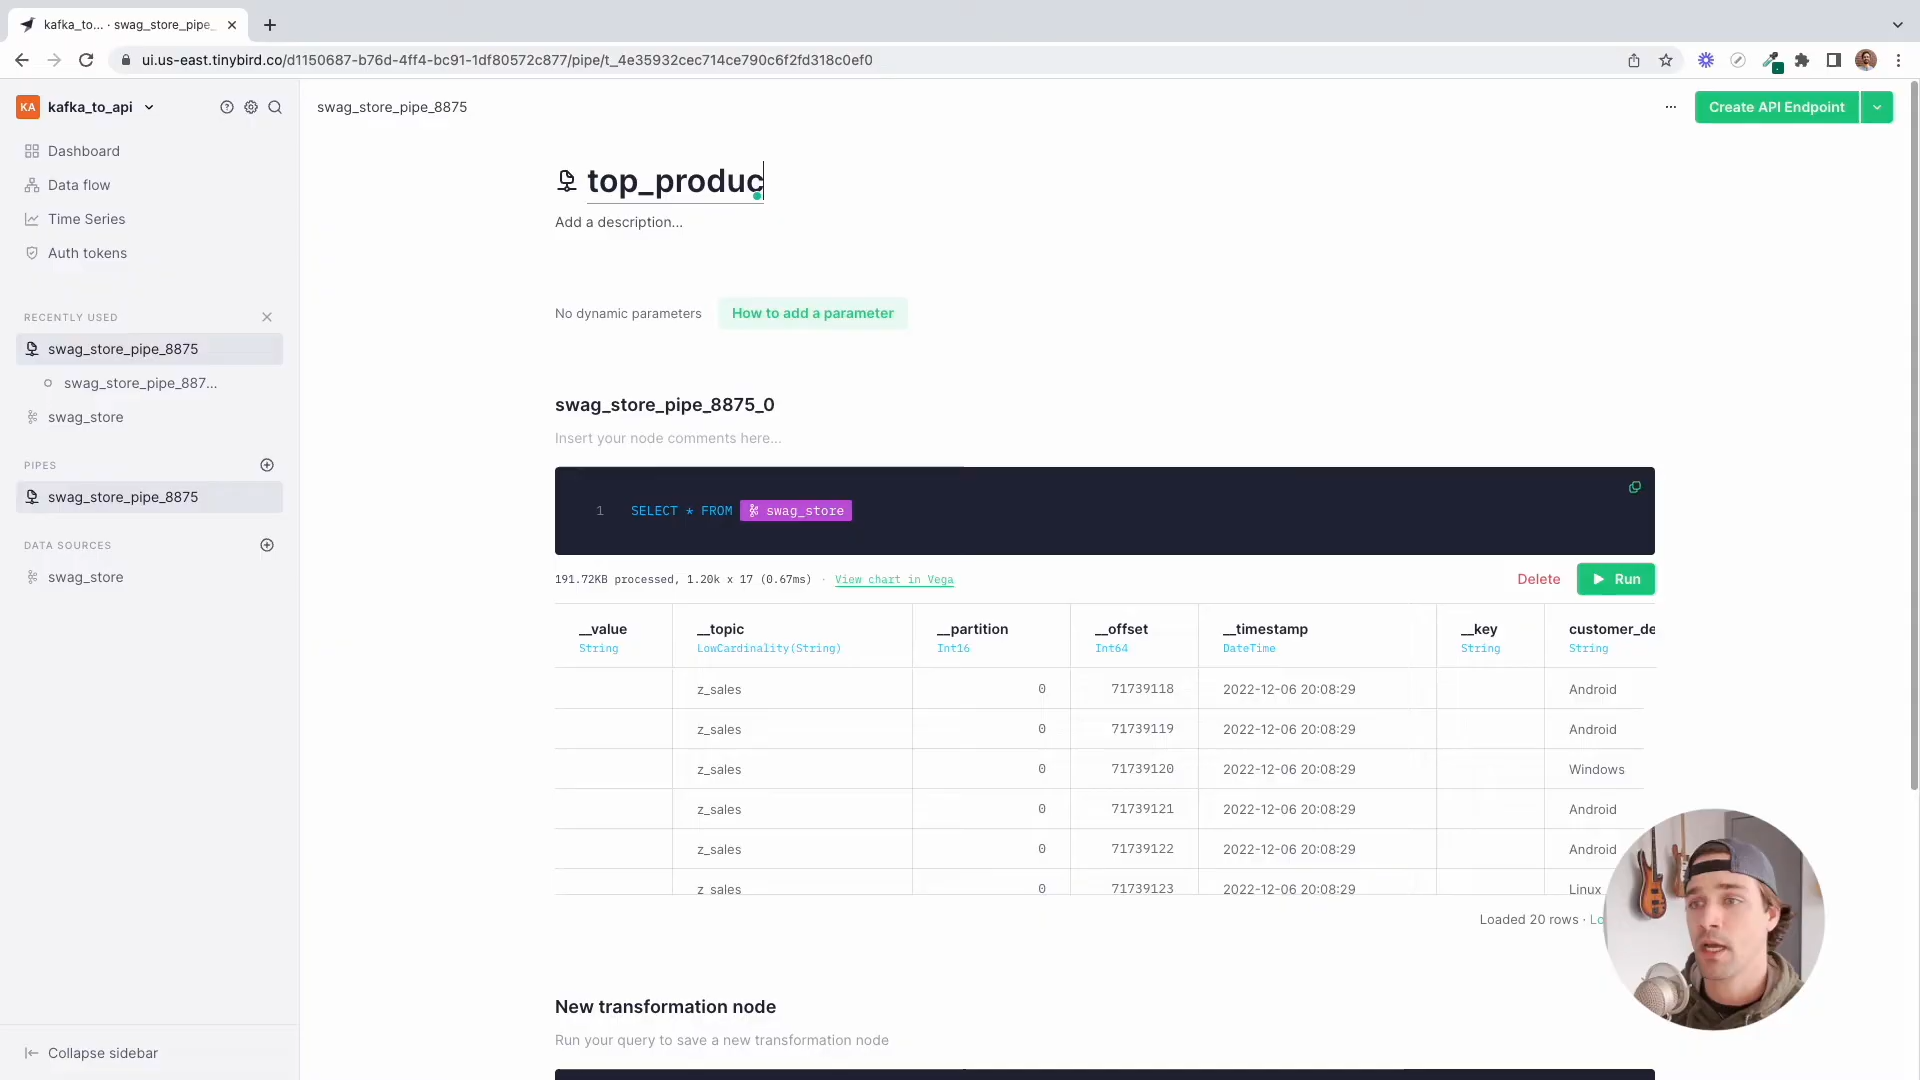 kafka_to... · swag_store_pipe_
ui.us-east.tinybird.co/d1150687-b76d-4ff4-bc91-1df80572c877/pipe/t_4e35932cec714ce790c6f2fd318c0ef0
KA kafka_to_api
Dashboard
Data flow
Time Series
Auth tokens
RECENTLY USED
swag_store_pipe_8875
swag_store_pipe_887...
swag_store
PIPES
swag_store_pipe_8875
DATA SOURCES
swag_store
Collapse sidebar
swag_store_pipe_8875
Create API Endpoint
top_produc
Add a description...
No dynamic parameters How to add a parameter
swag_store_pipe_8875_0
Insert your node comments here...
1 SELECT * FROM swag_store
191.72KB processed, 1.20k x 17 (0.67ms) · View chart in Vega Delete Run
__value __topic __partition __offset __timestamp __key customer_de
String LowCardinality(String) Int16 Int64 DateTime String String
z_sales 0 71739118 2022-12-06 20:08:29 Android
z_sales 0 71739119 2022-12-06 20:08:29 Android
z_sales 0 71739120 2022-12-06 20:08:29 Windows
z_sales 0 71739121 2022-12-06 20:08:29 Android
z_sales 0 71739122 2022-12-06 20:08:29 Android
z_sales 0 71739123 2022-12-06 20:08:29 Linux
Loaded 20 rows · Lo
New transformation node
Run your query to save a new transformation node